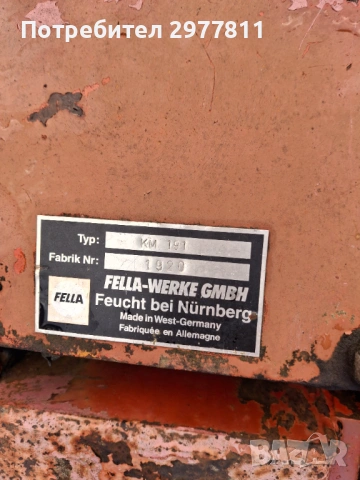 Потребител 2977811
Typ: KM 191
Fabrik Nr: 1020
FELLA
FELLA-WERKE GMBH
Feucht bei Nürnberg
Made in West-Germany
Fabriquée en Allemagne
bazar